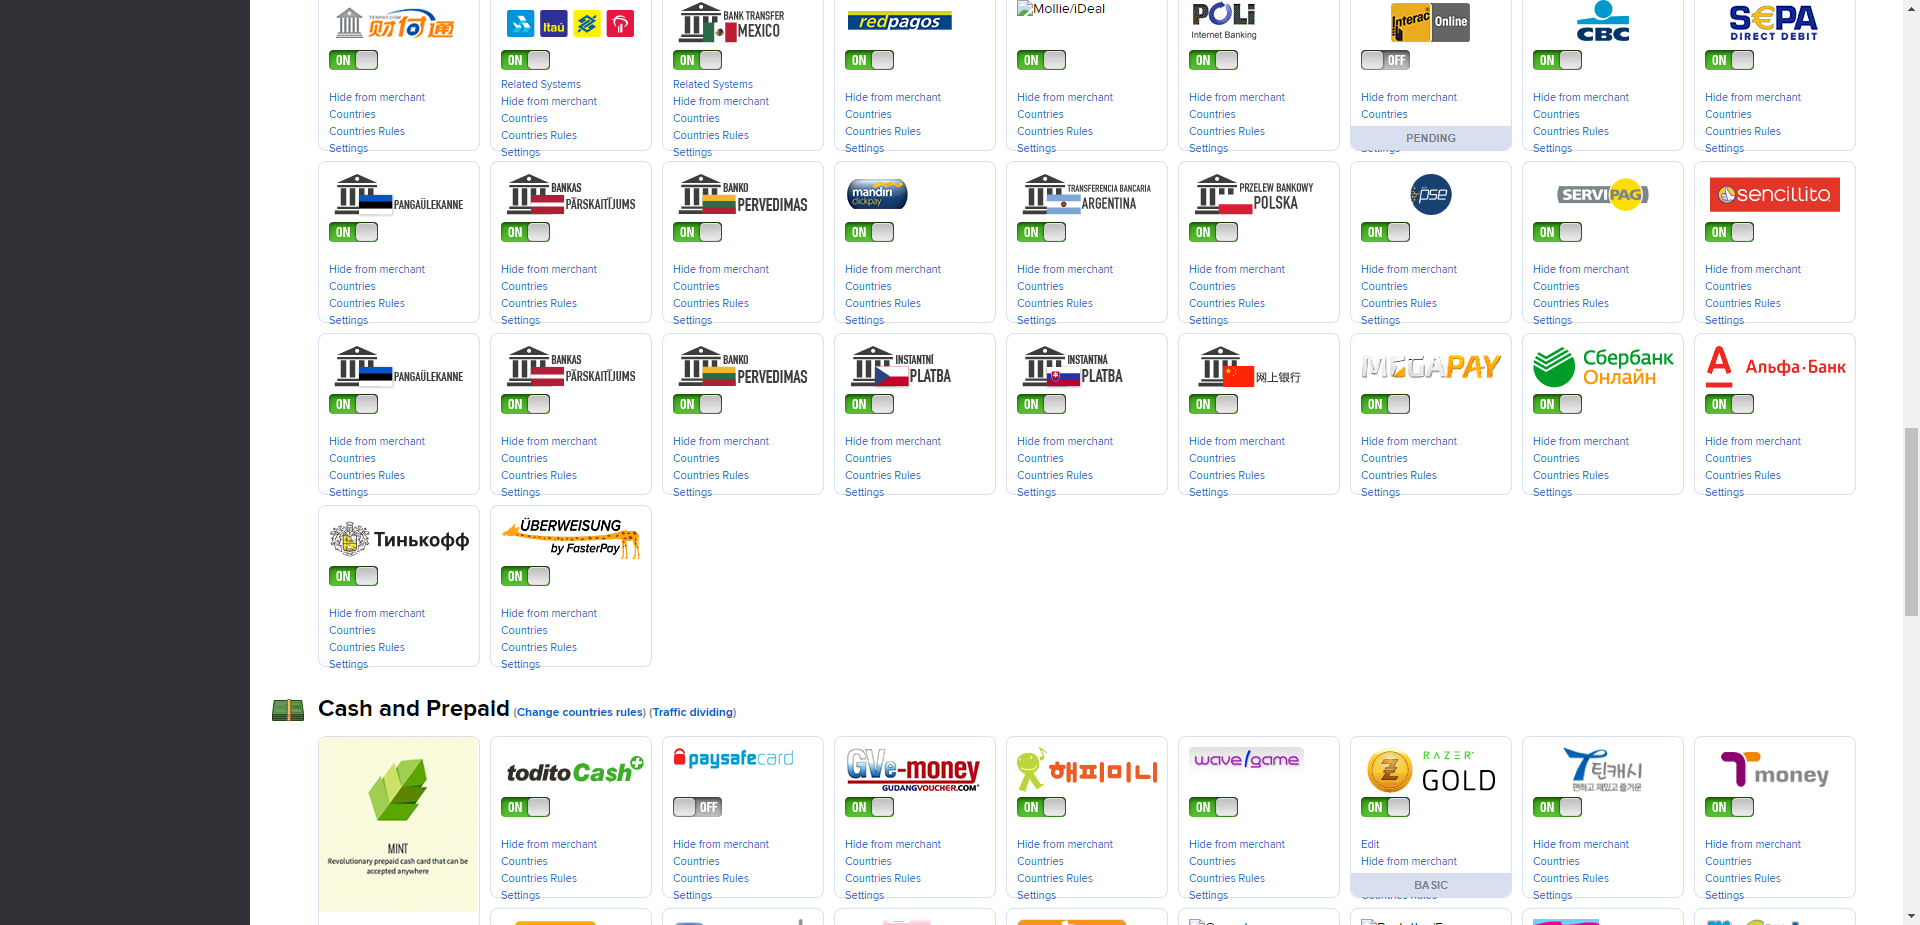 TENPAY.COM
财付通
ON
Hide from merchant
Countries
Countries Rules
Settings
Itaú
ON
Related Systems
Hide from merchant
Countries
Countries Rules
Settings
BANK TRANSFER
MEXICO
ON
Related Systems
Hide from merchant
Countries
Countries Rules
Settings
redpagos
ON
Hide from merchant
Countries
Countries Rules
Settings
Mollie/iDeal
ON
Hide from merchant
Countries
Countries Rules
Settings
POLi
Internet Banking
ON
Hide from merchant
Countries
Countries Rules
Settings
Interac Online
OFF
Hide from merchant
Countries
PENDING
Settings
CBC
ON
Hide from merchant
Countries
Countries Rules
Settings
S€PA
DIRECT DEBIT
ON
Hide from merchant
Countries
Countries Rules
Settings
PANGAÜLEKANNE
ON
Hide from merchant
Countries
Countries Rules
Settings
BANKAS
PĀRSKAITĪJUMS
ON
Hide from merchant
Countries
Countries Rules
Settings
BANKO
PERVEDIMAS
ON
Hide from merchant
Countries
Countries Rules
Settings
mandiri
clickpay
ON
Hide from merchant
Countries
Countries Rules
Settings
TRANSFERENCIA BANCARIA
ARGENTINA
ON
Hide from merchant
Countries
Countries Rules
Settings
PRZELEW BANKOWY
POLSKA
ON
Hide from merchant
Countries
Countries Rules
Settings
pse
ON
Hide from merchant
Countries
Countries Rules
Settings
SERVIPAG
ON
Hide from merchant
Countries
Countries Rules
Settings
sencillito
ON
Hide from merchant
Countries
Countries Rules
Settings
PANGAÜLEKANNE
ON
Hide from merchant
Countries
Countries Rules
Settings
BANKAS
PĀRSKAITĪJUMS
ON
Hide from merchant
Countries
Countries Rules
Settings
BANKO
PERVEDIMAS
ON
Hide from merchant
Countries
Countries Rules
Settings
INSTANTNÍ
PLATBA
ON
Hide from merchant
Countries
Countries Rules
Settings
INSTANTNÁ
PLATBA
ON
Hide from merchant
Countries
Countries Rules
Settings
网上银行
ON
Hide from merchant
Countries
Countries Rules
Settings
MEGAPAY
ON
Hide from merchant
Countries
Countries Rules
Settings
Сбербанк
Онлайн
ON
Hide from merchant
Countries
Countries Rules
Settings
А Альфа·Банк
ON
Hide from merchant
Countries
Countries Rules
Settings
Тинькофф
ON
Hide from merchant
Countries
Countries Rules
Settings
ÜBERWEISUNG
by FasterPay
ON
Hide from merchant
Countries
Countries Rules
Settings
Cash and Prepaid (Change countries rules) (Traffic dividing)
MINT
Revolutionary prepaid cash card that can be
accepted anywhere
todito Cash
ON
Hide from merchant
Countries
Countries Rules
Settings
paysafecard
OFF
Hide from merchant
Countries
Countries Rules
Settings
GVe-money
GUDANGVOUCHER.COM
ON
Hide from merchant
Countries
Countries Rules
Settings
해피머니
ON
Hide from merchant
Countries
Countries Rules
Settings
wave/game
ON
Hide from merchant
Countries
Countries Rules
Settings
RAZER
GOLD
ON
Edit
Hide from merchant
BASIC
틴캐시
편하고 재밌고 즐거운
ON
Hide from merchant
Countries
Countries Rules
Settings
T money
ON
Hide from merchant
Countries
Countries Rules
Settings